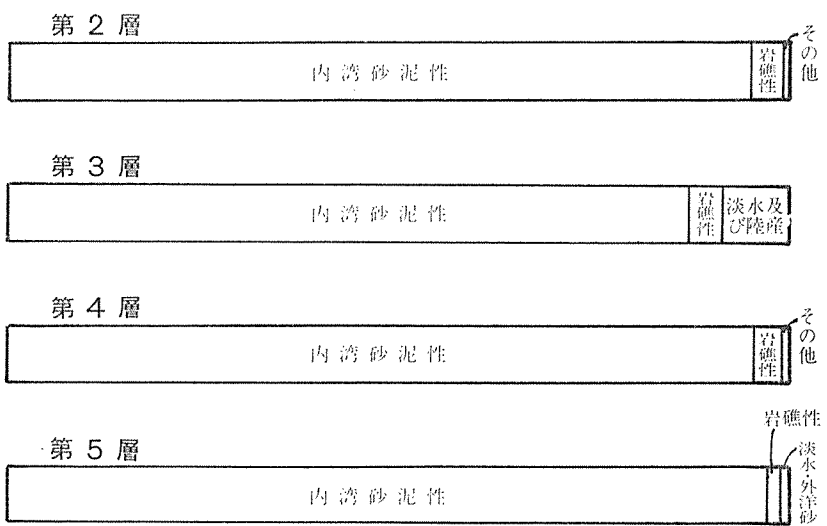 第2層
内湾砂泥性
岩礁性
その他
第3層
内湾砂泥性
岩礁性
淡水及
び陸産
第4層
内湾砂泥性
岩礁性
その他
第5層
内湾砂泥性
岩礁性
淡水・外洋砂